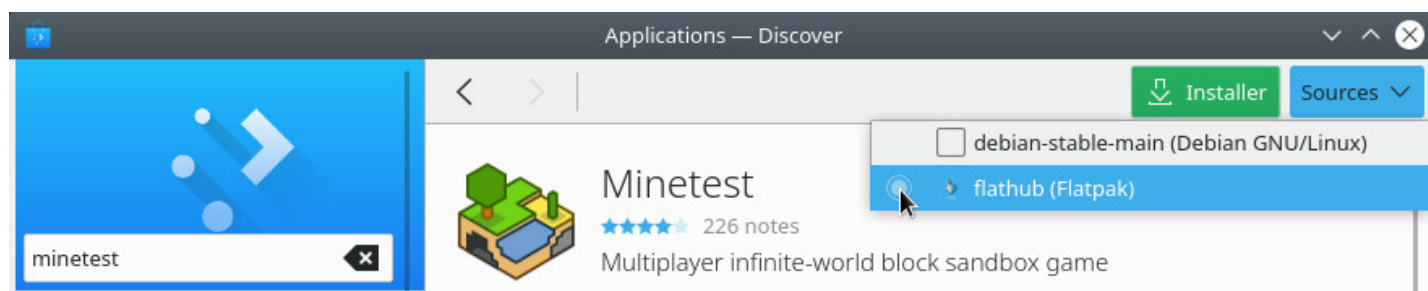 Applications — Discover
Installer
Sources
debian-stable-main (Debian GNU/Linux)
flathub (Flatpak)
Minetest
226 notes
Multiplayer infinite-world block sandbox game
minetest